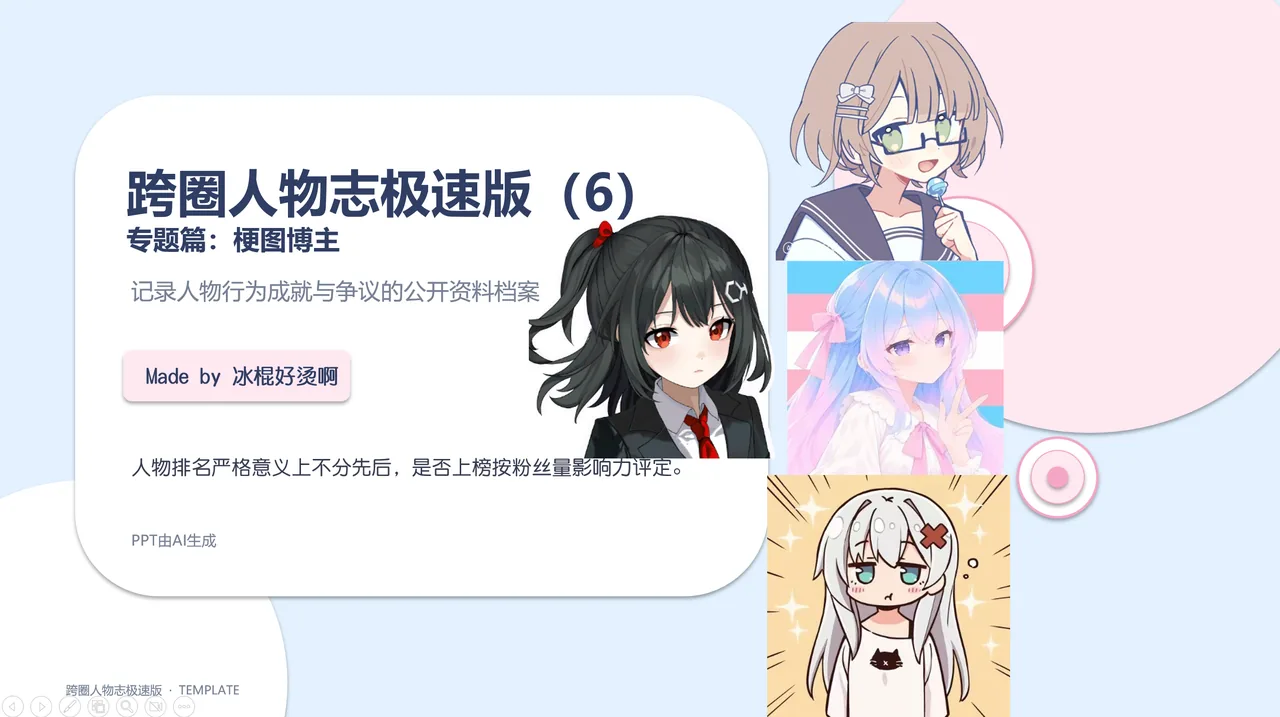 跨圈人物志极速版（6）
专题篇：梗图博主
记录人物行为成就与争议的公开资料档案
Made by 冰棍好烫啊
人物排名严格意义上不分先后，是否上榜按粉丝量影响力评定。
PPT由AI生成
跨圈人物志极速版 · TEMPLATE